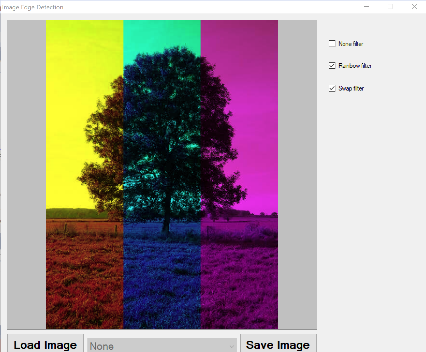 Image Edge Detection
None filter
Rainbow filter
Swap filter
Load Image
None
Save Image